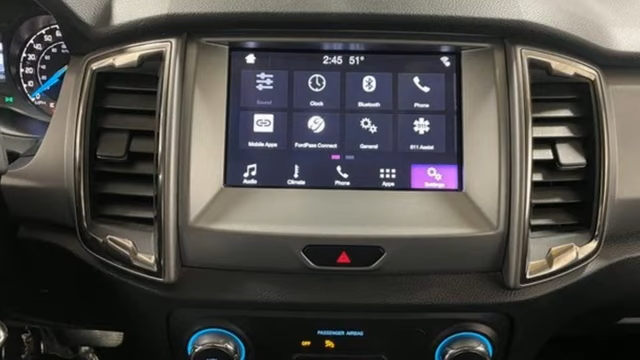 2:45 51°
Sound Clock Bluetooth Phone
Mobile Apps FordPass Connect General 911 Assist
Audio Climate Phone Apps Settings
PASSENGER AIRBAG
OFF